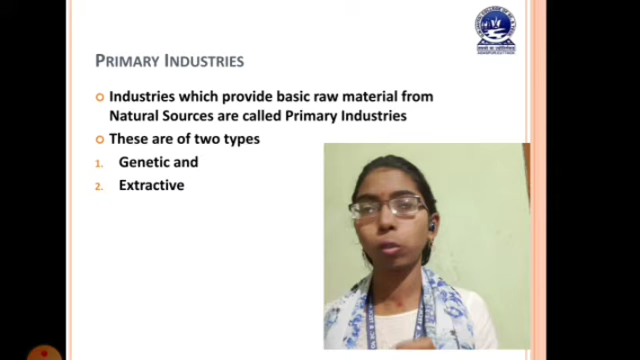 PRIMARY INDUSTRIES
Industries which provide basic raw material from
Natural Sources are called Primary Industries
These are of two types
1. Genetic and
2. Extractive